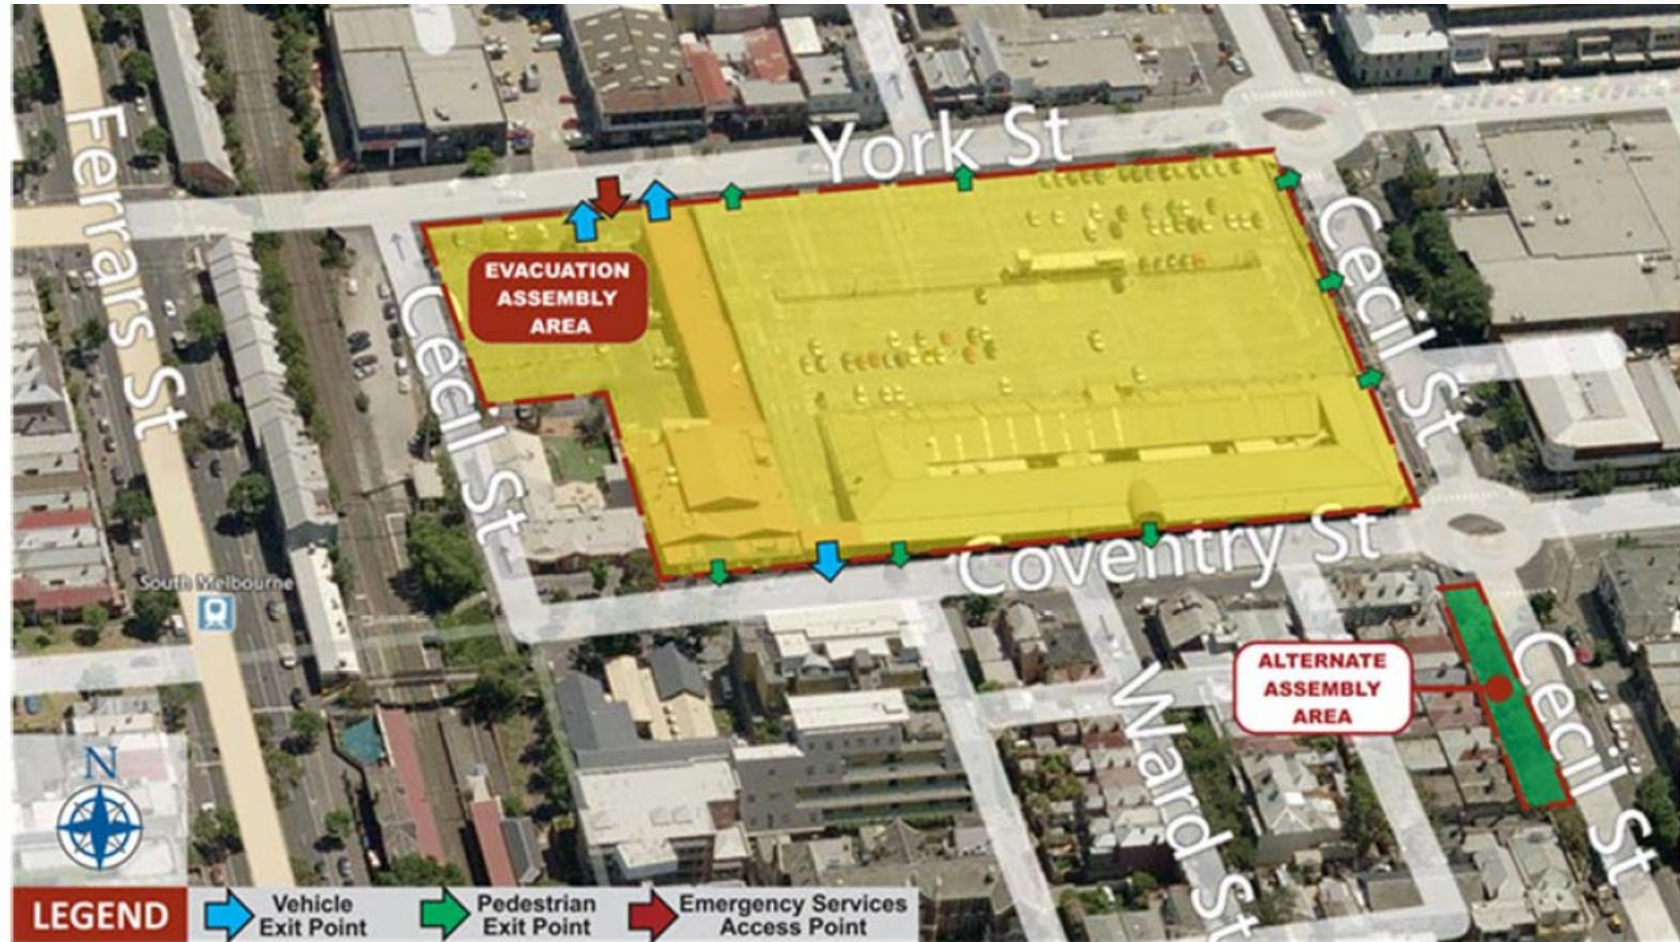 York St
Ferrars St
Cecil St
Cecil St
EVACUATION
ASSEMBLY
AREA
Coventry St
South Melbourne
ALTERNATE
ASSEMBLY
AREA
Ward St
Cecil St
N
LEGEND
Vehicle
Exit Point
Pedestrian
Exit Point
Emergency Services
Access Point